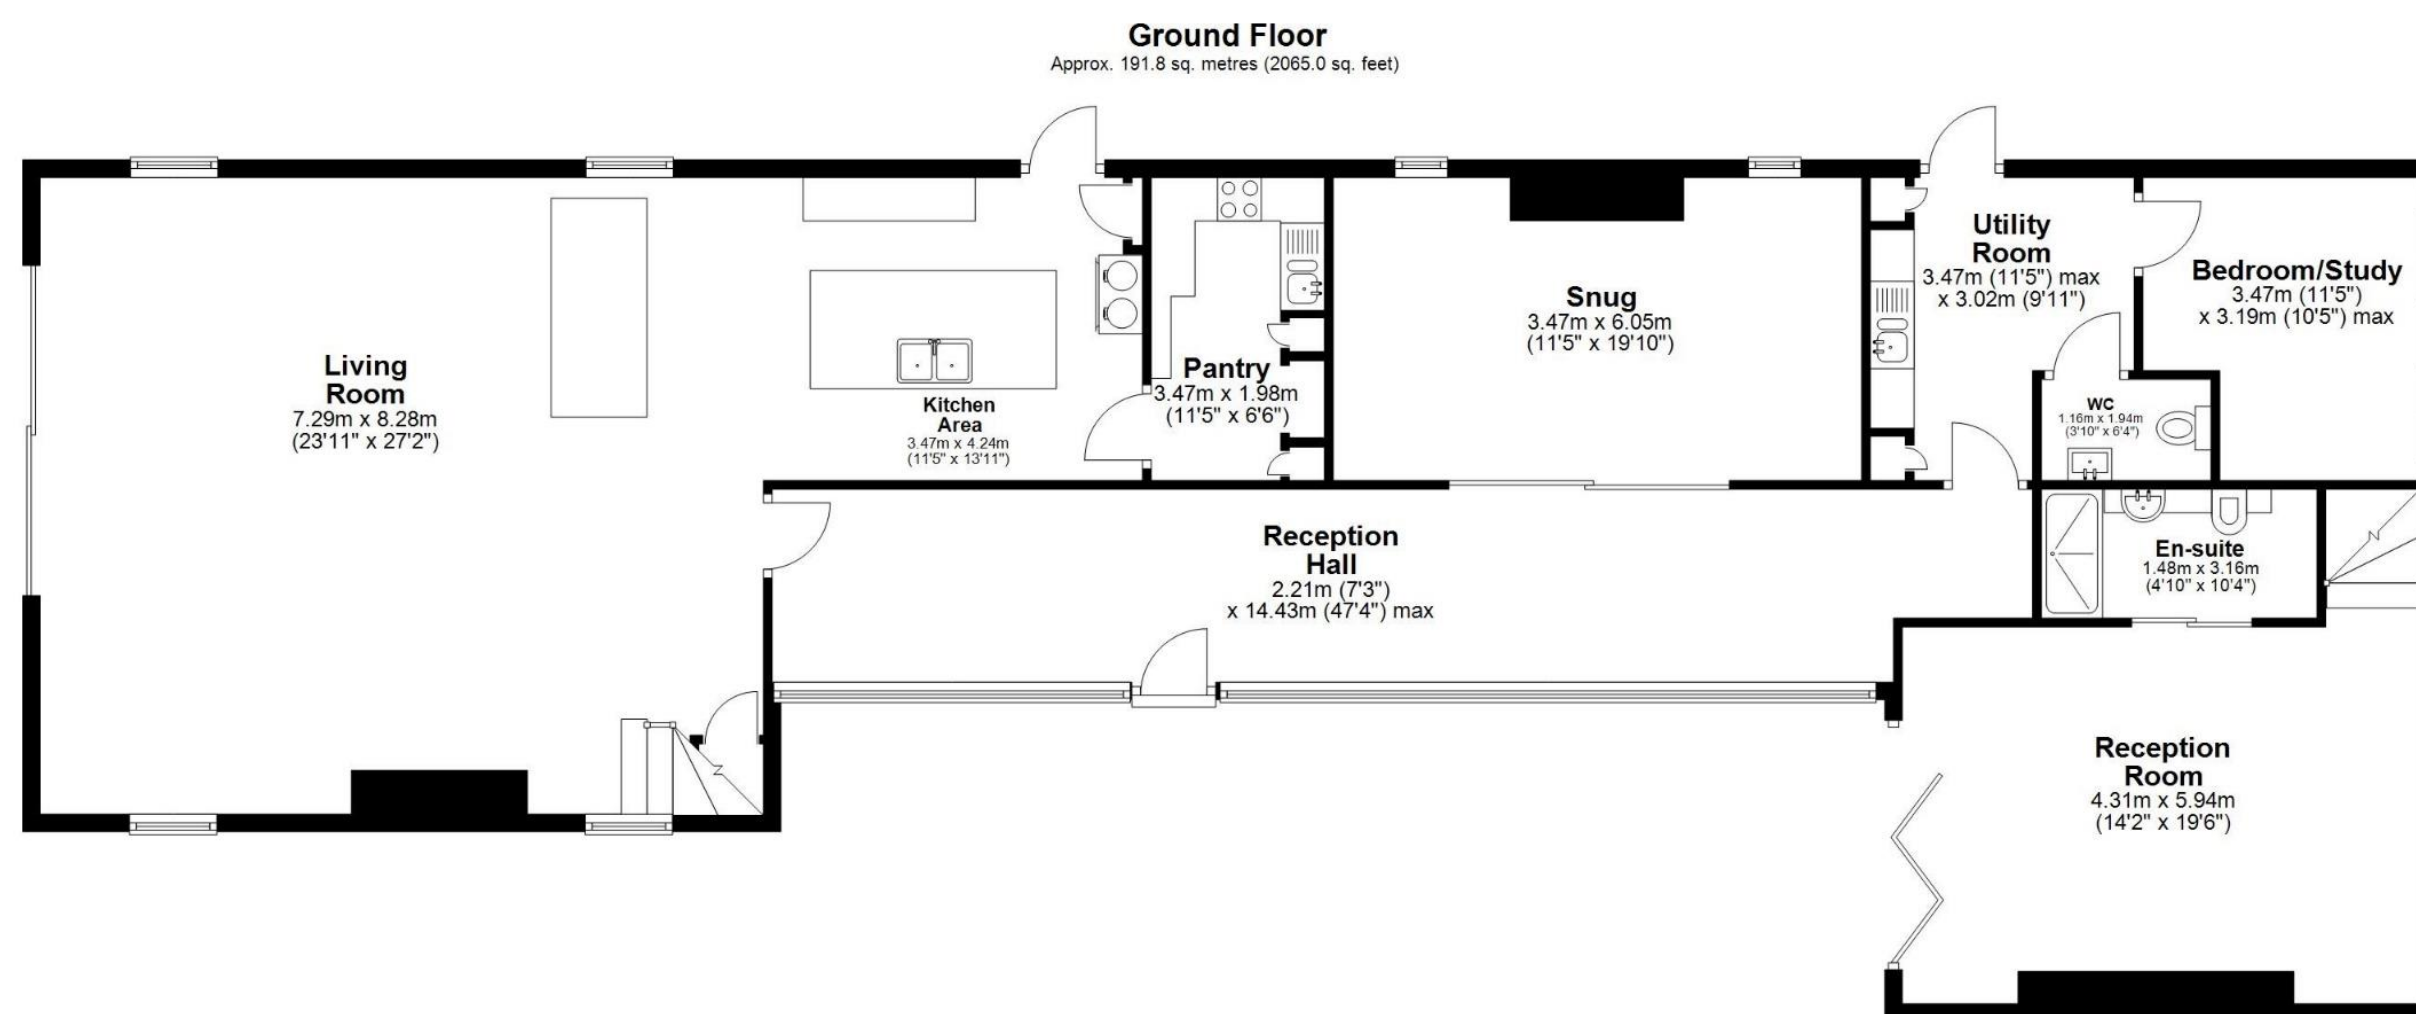 Ground Floor
Approx. 191.8 sq. metres (2065.0 sq. feet)
Living
Room
7.29m x 8.28m
(23'11" x 27'2")
Kitchen
Area
3.47m x 4.24m
(11'5" x 13'11")
Pantry
3.47m x 1.98m
(11'5" x 6'6")
Snug
3.47m x 6.05m
(11'5" x 19'10")
Utility
Room
3.47m (11'5") max
x 3.02m (9'11")
Bedroom/Study
3.47m (11'5")
x 3.19m (10'5") max
WC
1.16m x 1.94m
(3'10" x 6'4")
Reception
Hall
2.21m (7'3")
x 14.43m (47'4") max
En-suite
1.48m x 3.16m
(4'10" x 10'4")
Reception
Room
4.31m x 5.94m
(14'2" x 19'6")